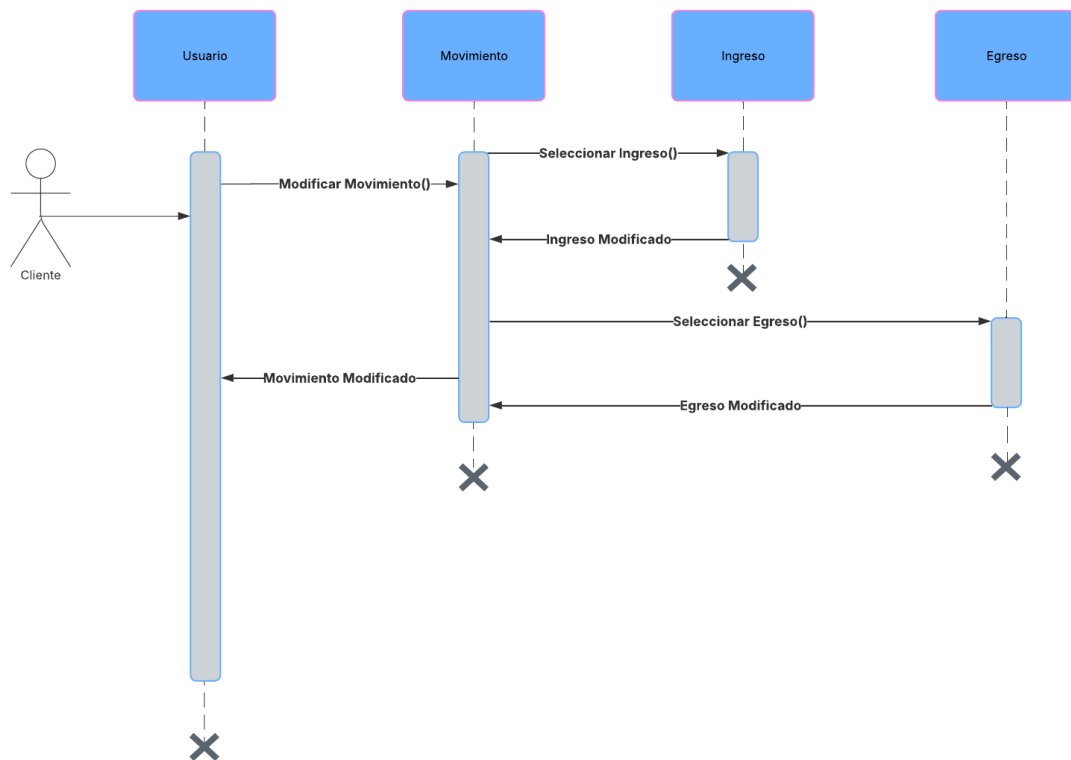 Usuario
Movimiento
Ingreso
Egreso
Seleccionar Ingreso()
Modificar Movimiento()
Ingreso Modificado
Cliente
Seleccionar Egreso()
Movimiento Modificado
Egreso Modificado